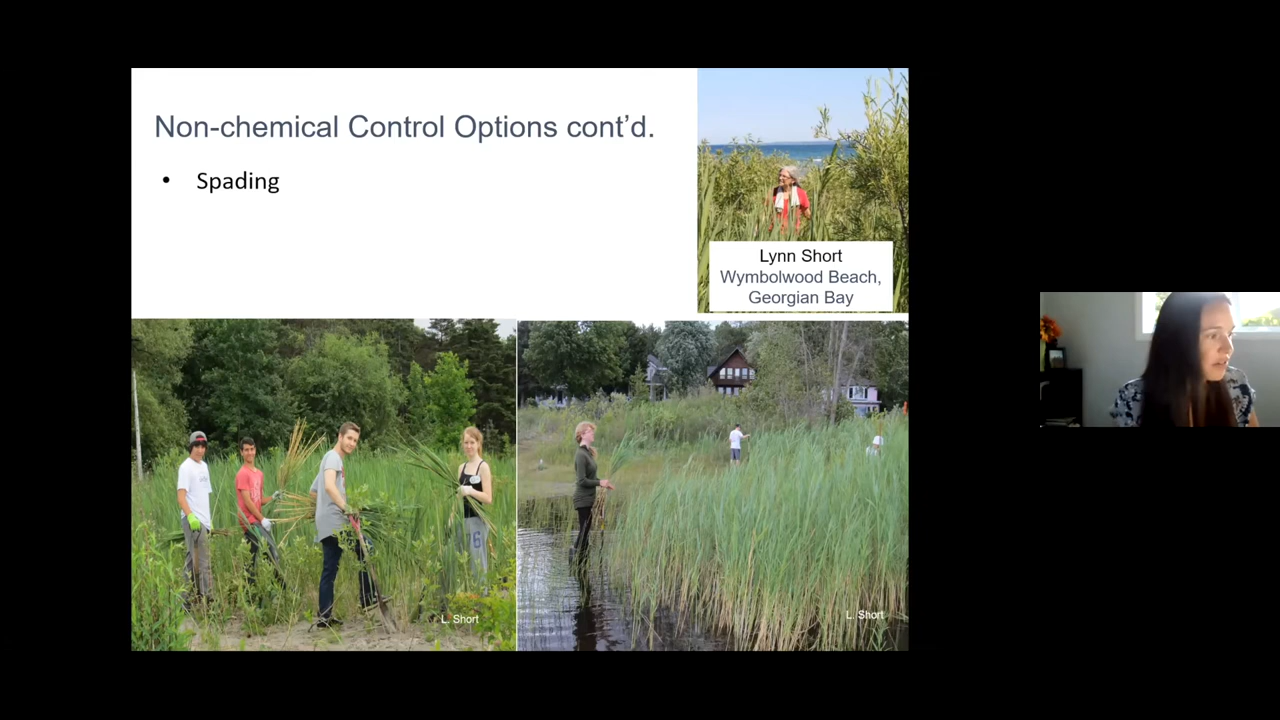 Non-chemical Control Options cont’d.
• Spading
Lynn Short
Wymbolwood Beach,
Georgian Bay
L. Short
L. Short